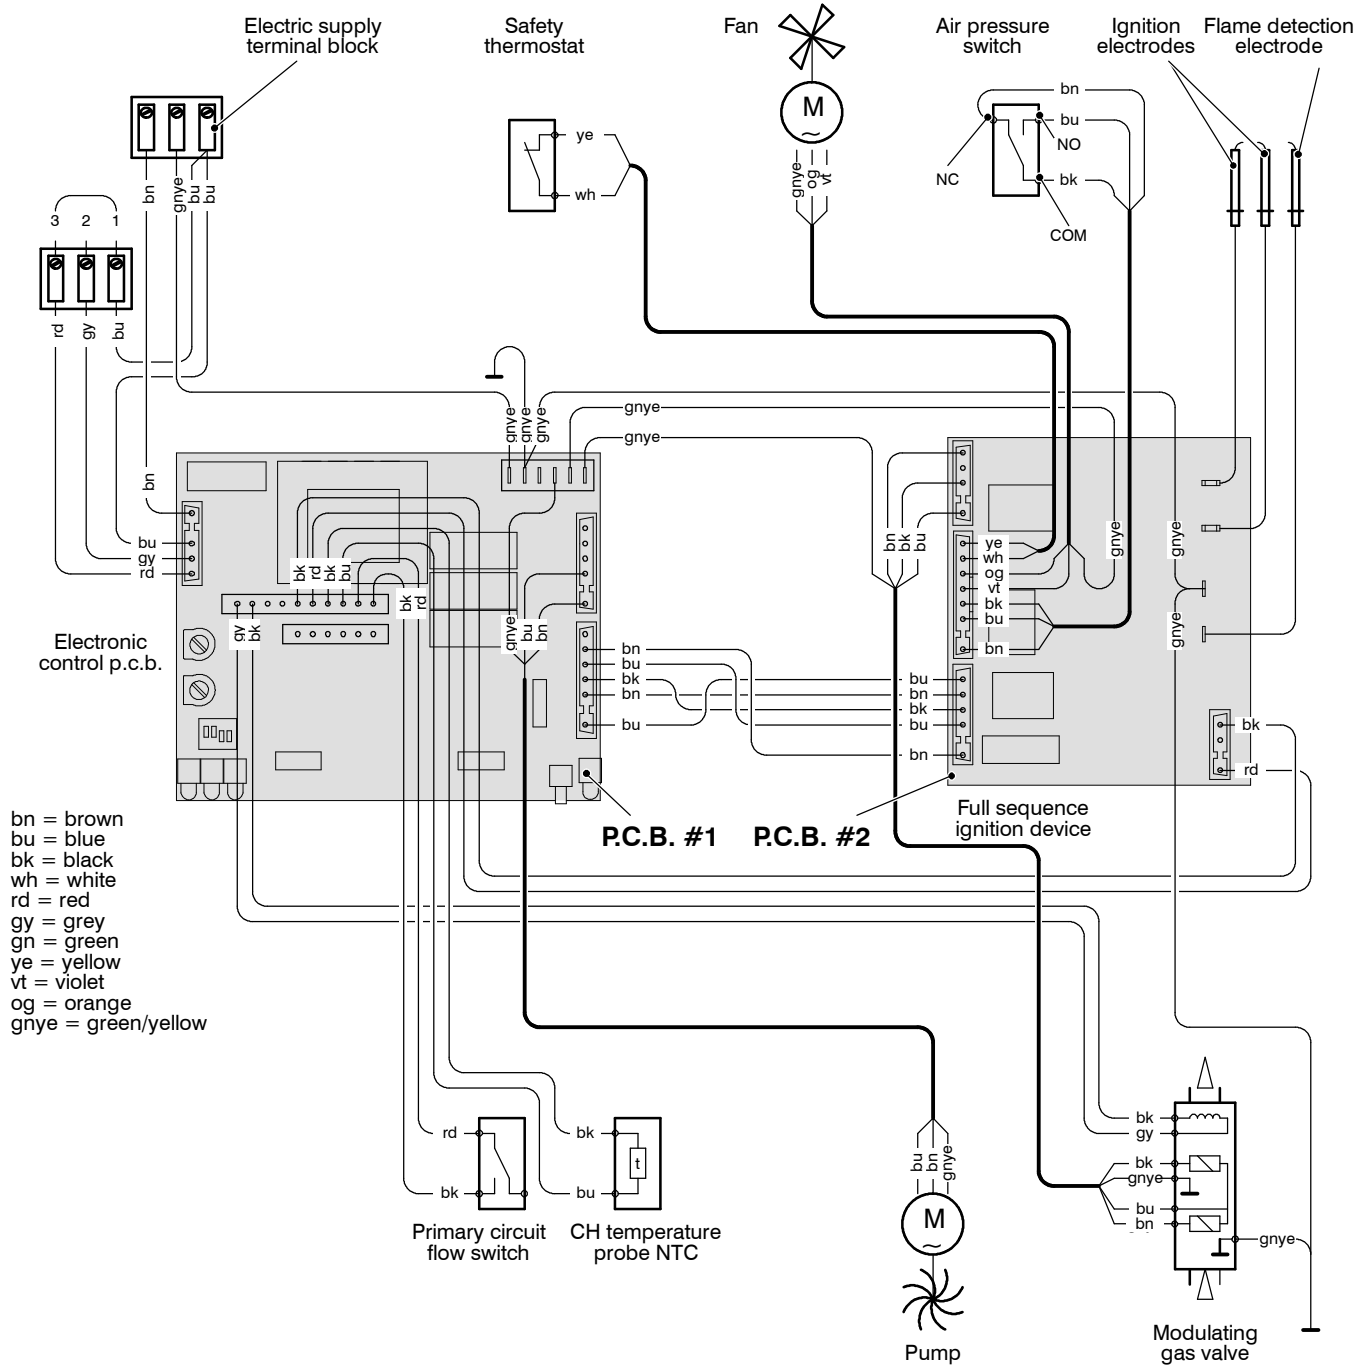 Electric supply
terminal block
Safety
thermostat
Fan
Air pressure
switch
Ignition
electrodes
Flame detection
electrode
M
~
bn
bu
bk
NC
NO
COM
ye
wh
gnye
og
vt
bn
gnye
bu
bu
3
2
1
rd
gy
bu
gnye
gnye
gnye
gnye
gnye
bn
bu
gy
rd
bk
rd
bk
bu
bk
rd
gy
bk
gnye
bu
bn
bn
bk
bu
ye
wh
og
vt
bk
bu
bn
gnye
gnye
gnye
Electronic
control p.c.b.
bn
bu
bk
bn
bu
bu
bn
bk
bu
bn
bk
rd
P.C.B. #1
P.C.B. #2
Full sequence
ignition device
bn = brown
bu = blue
bk = black
wh = white
rd = red
gy = grey
gn = green
ye = yellow
vt = violet
og = orange
gnye = green/yellow
rd
bk
bk
bu
t
Primary circuit
flow switch
CH temperature
probe NTC
bu
bn
gnye
M
~
Pump
bk
gy
bk
gnye
bu
bn
gnye
Modulating
gas valve